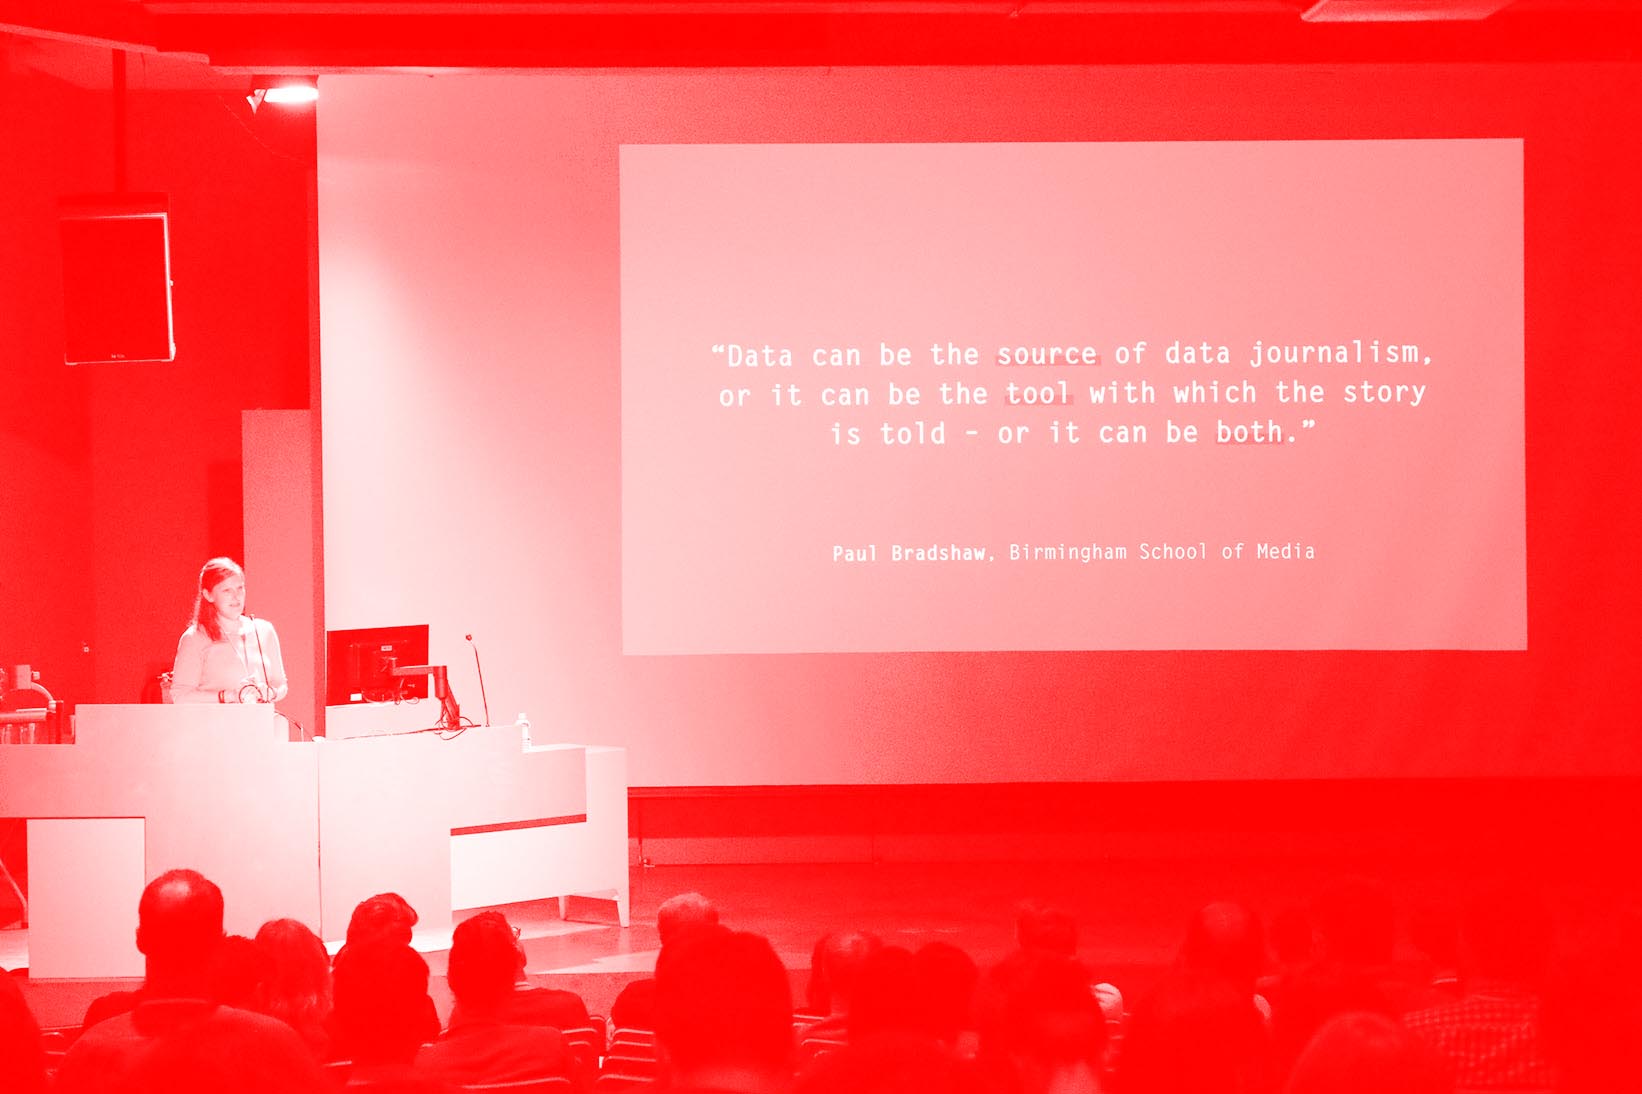 “Data can be the source of data journalism,
or it can be the tool with which the story
is told - or it can be both.”
Paul Bradshaw, Birmingham School of Media